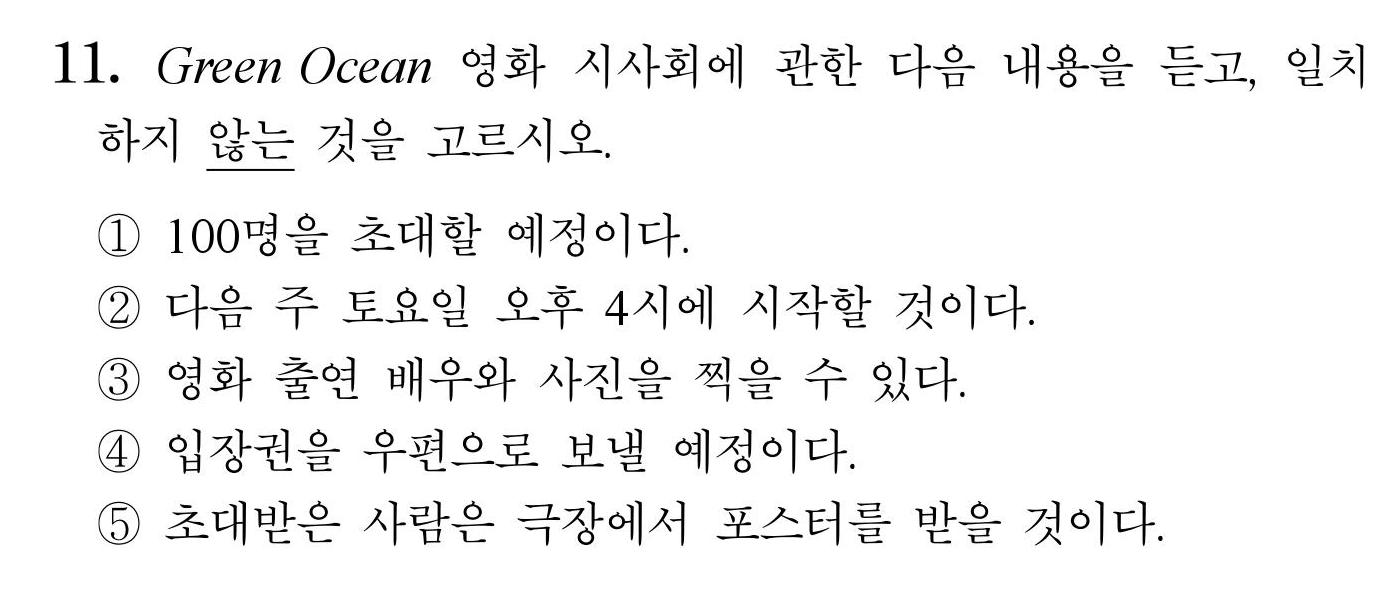 11. Green Ocean 영화 시사회에 관한 다음 내용을 듣고, 일치
하지 않는 것을 고르시오.
① 100명을 초대할 예정이다.
② 다음 주 토요일 오후 4시에 시작할 것이다.
③ 영화 출연 배우와 사진을 찍을 수 있다.
④ 입장권을 우편으로 보낼 예정이다.
⑤ 초대받은 사람은 극장에서 포스터를 받을 것이다.